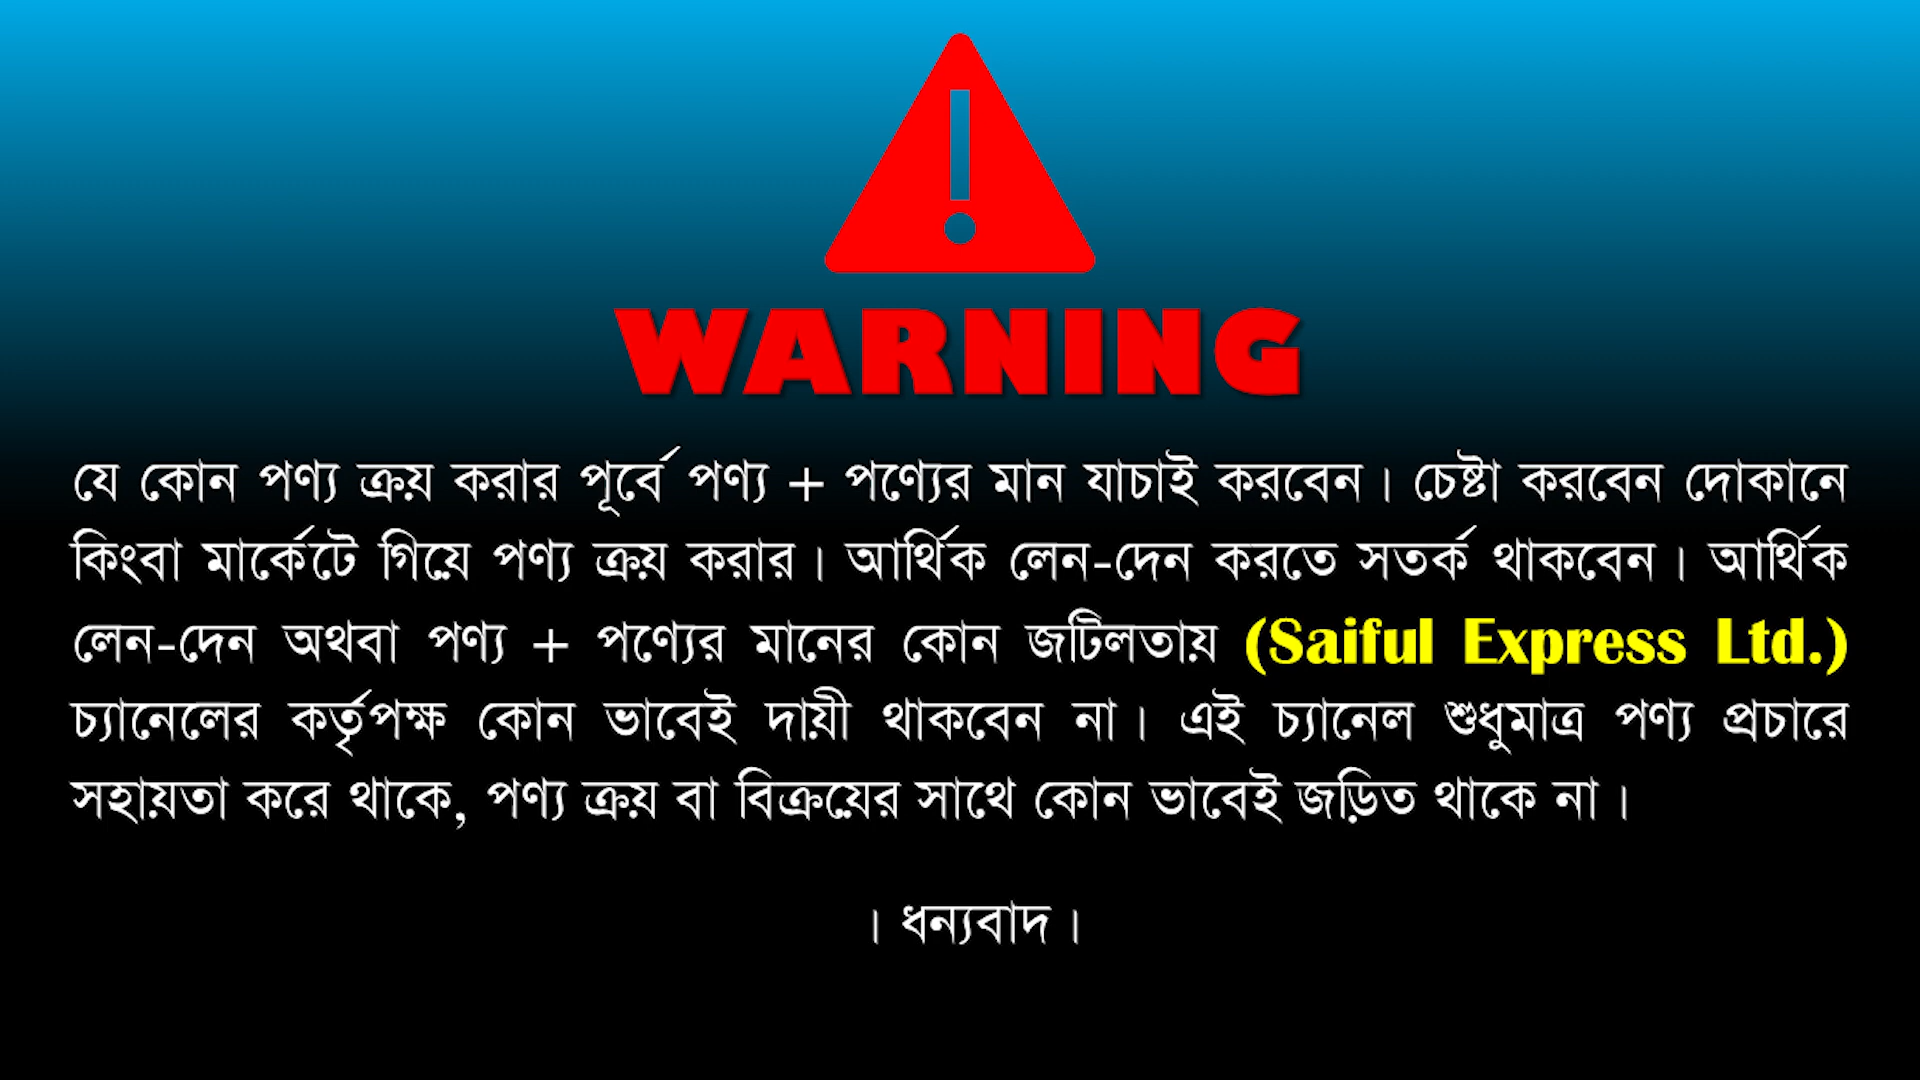 WARNING
যে কোন পণ্য ক্রয় করার পূর্বে পণ্য + পণ্যের মান যাচাই করবেন। চেষ্টা করবেন দোকানে
কিংবা মার্কেটে গিয়ে পণ্য ক্রয় করার। আর্থিক লেন-দেন করতে সতর্ক থাকবেন। আর্থিক
লেন-দেন অথবা পণ্য + পণ্যের মানের কোন জটিলতায় (Saiful Express Ltd.)
চ্যানেলের কর্তৃপক্ষ কোন ভাবেই দায়ী থাকবেন না। এই চ্যানেল শুধুমাত্র পণ্য প্রচারে
সহায়তা করে থাকে, পণ্য ক্রয় বা বিক্রয়ের সাথে কোন ভাবেই জড়িত থাকে না।
। ধন্যবাদ।